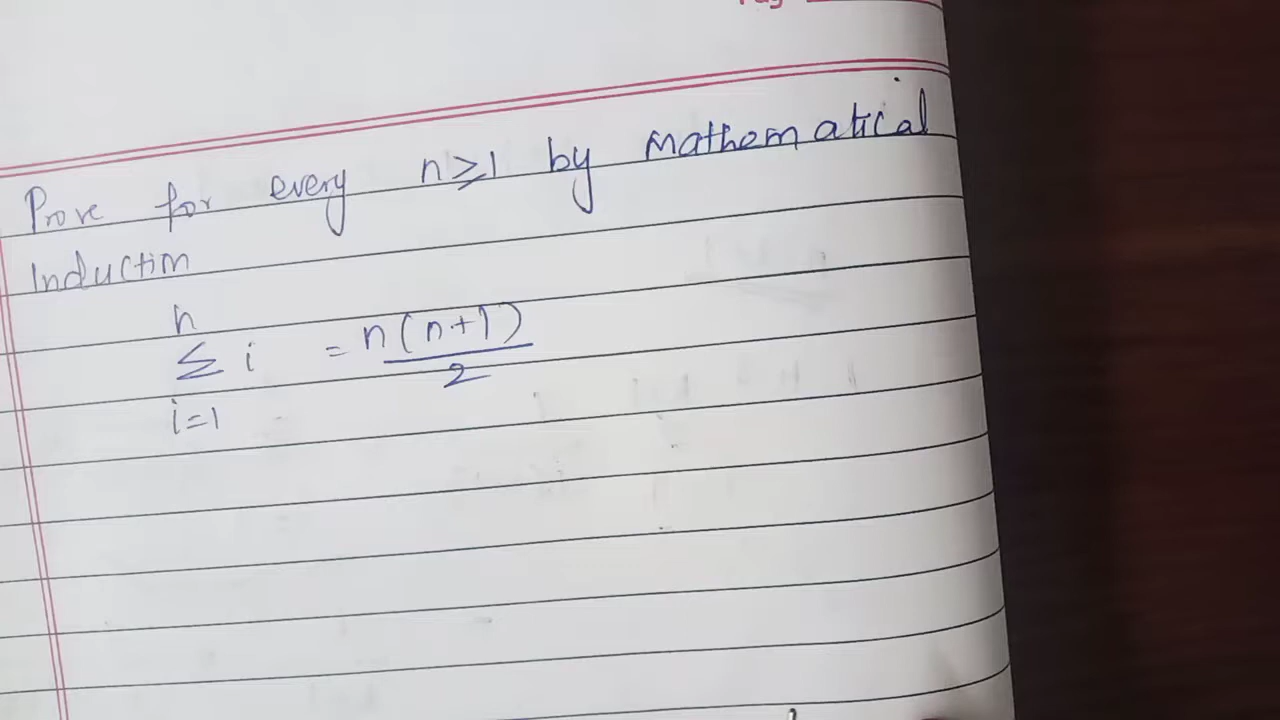 Prove for every n≥1 by Mathematical
Induction
n
∑ i = n(n+1)
2
i=1